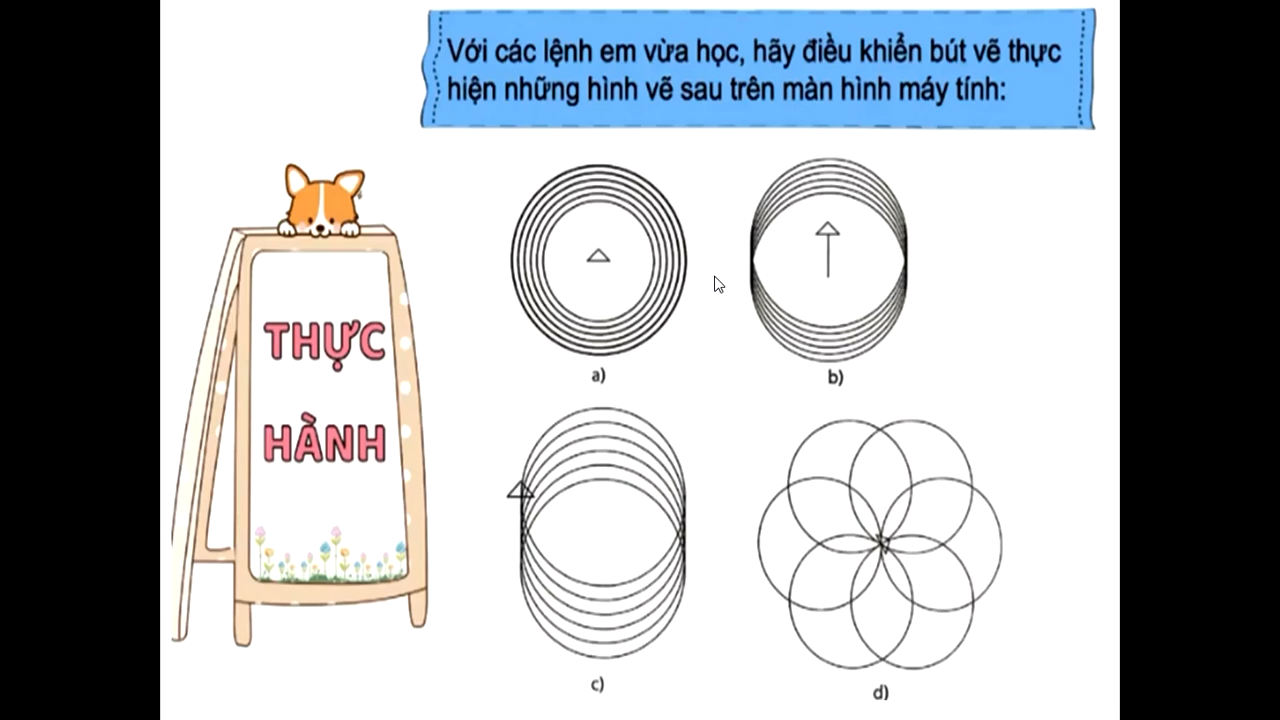 Với các lệnh em vừa học, hãy điều khiển bút vẽ thực
hiện những hình vẽ sau trên màn hình máy tính:
THỰC
HÀNH
a)
b)
c)
d)